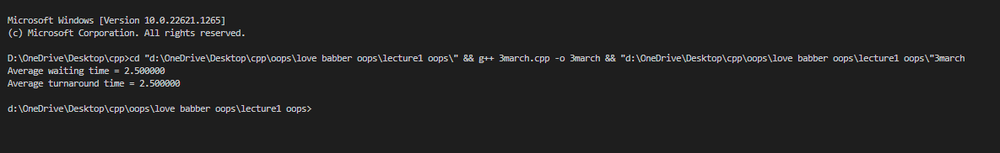 Microsoft Windows [Version 10.0.22621.1265]
(c) Microsoft Corporation. All rights reserved.
D:\OneDrive\Desktop\cpp>cd "d:\OneDrive\Desktop\cpp\oops\love babber oops\lecture1 oops\" && g++ 3march.cpp -o 3march && "d:\OneDrive\Desktop\cpp\oops\love babber oops\lecture1 oops\"3march
Average waiting time = 2.500000
Average turnaround time = 2.500000
d:\OneDrive\Desktop\cpp\oops\love babber oops\lecture1 oops>